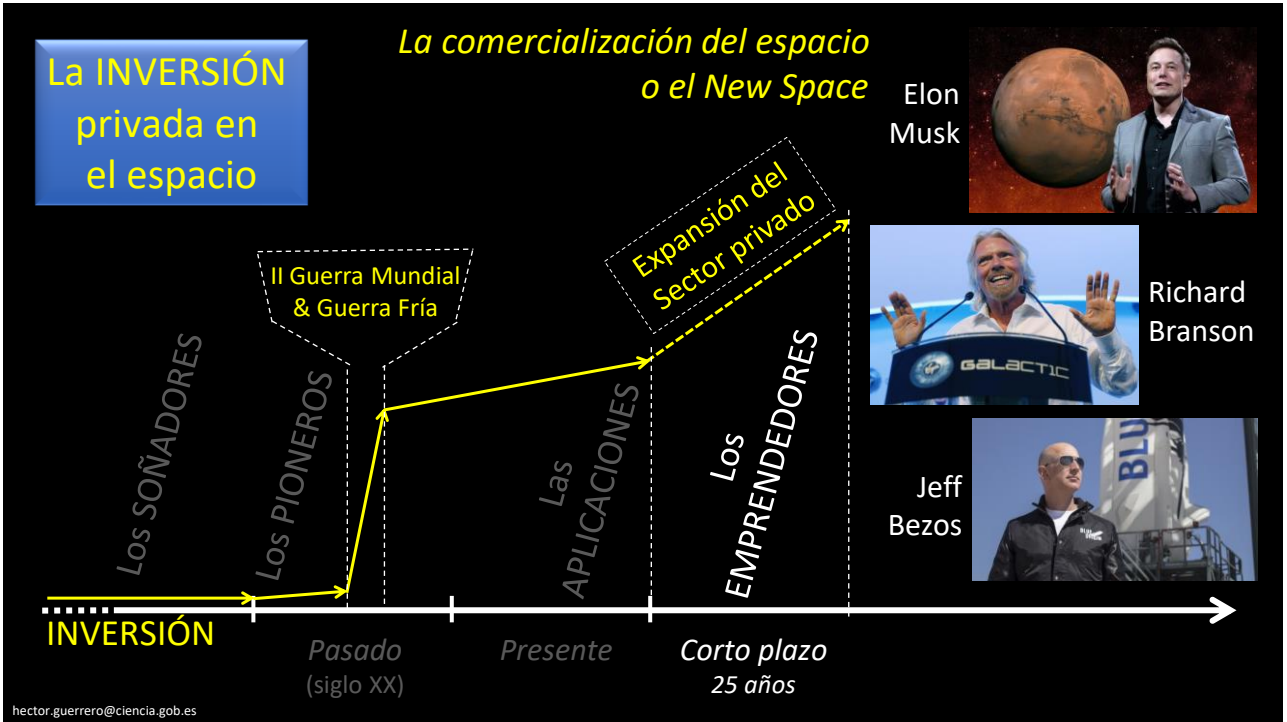 La INVERSIÓN
privada en
el espacio
La comercialización del espacio
o el New Space
Elon
Musk
Richard
Branson
GALACTIC
Jeff
Bezos
BLU
Expansión del
Sector privado
II Guerra Mundial
& Guerra Fría
Los SOÑADORES
Los PIONEROS
Las
APLICACIONES
Los
EMPRENDEDORES
INVERSIÓN
Pasado
(siglo XX)
Presente
Corto plazo
25 años
hector.guerrero@ciencia.gob.es